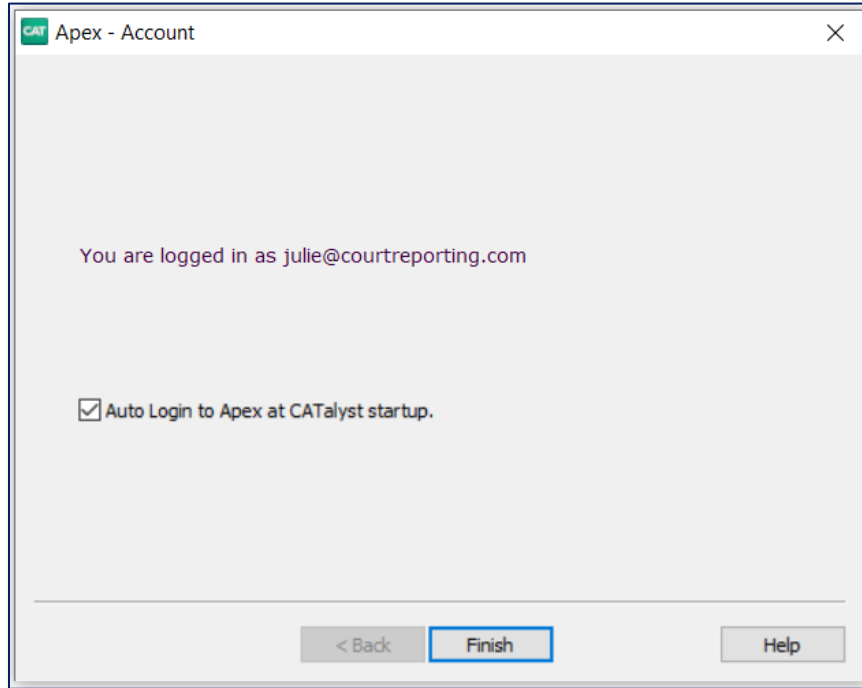 CAT Apex - Account
You are logged in as julie@courtreporting.com
Auto Login to Apex at CATalyst startup.
< Back Finish Help